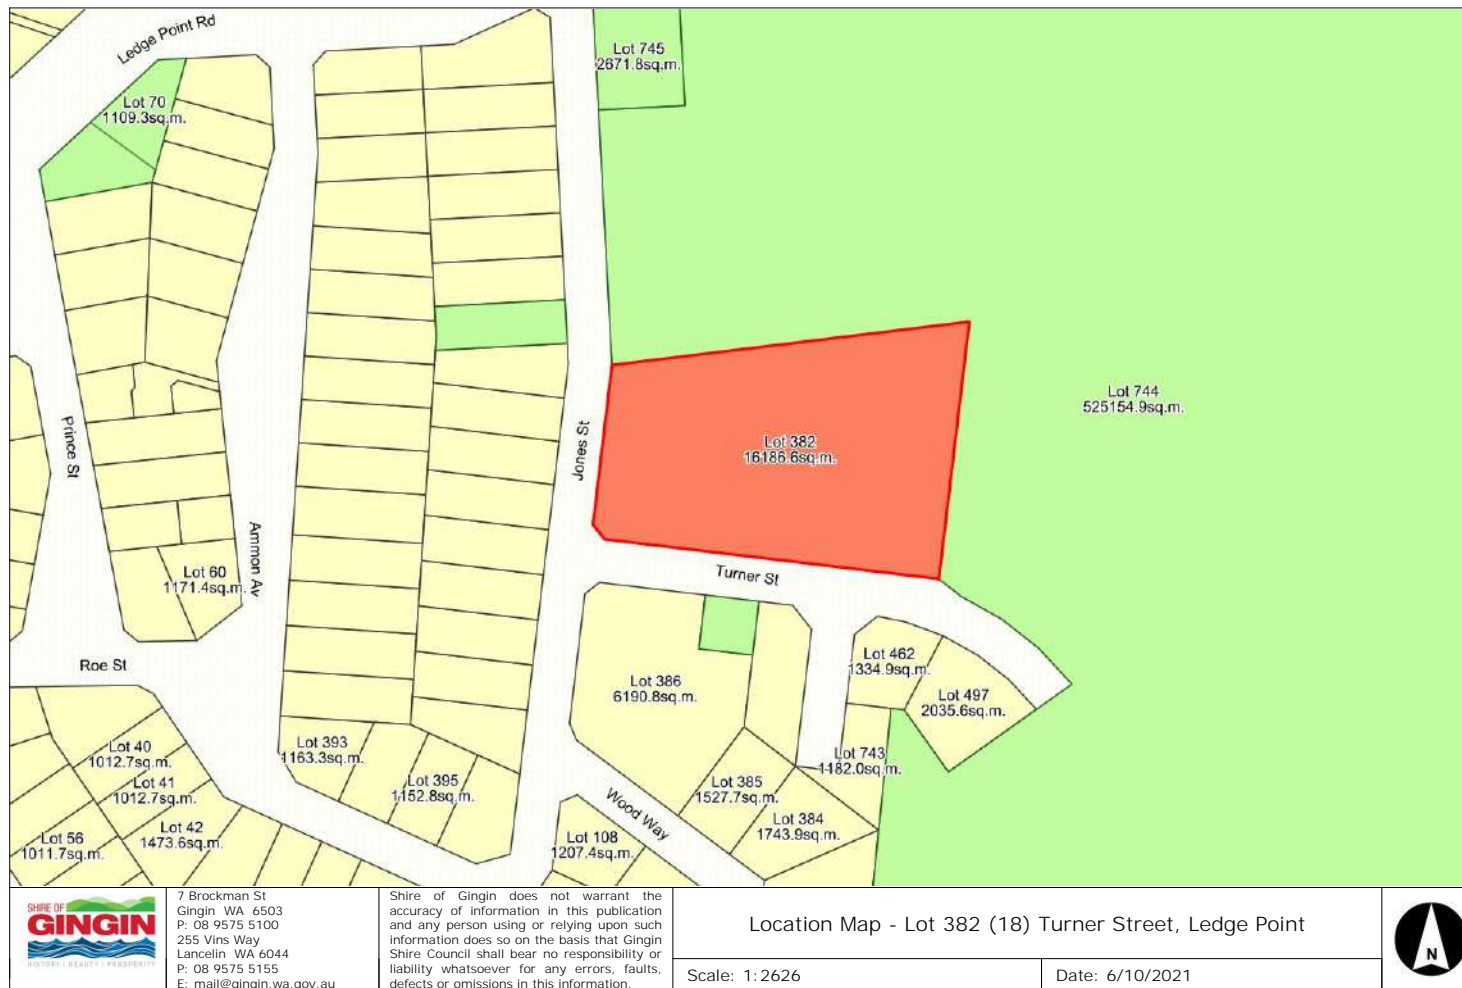 Ledge Point Rd
Lot 745
2671.8sq.m.
Lot 70
1109.3sq.m.
Lot 744
525154.9sq.m.
Lot 382
16186.6sq.m.
Prince St
Jones St
Ammon Av
Lot 60
1171.4sq.m.
Turner St
Roe St
Lot 462
1334.9sq.m.
Lot 386
6190.8sq.m.
Lot 497
2035.6sq.m.
Lot 40
1012.7sq.m.
Lot 393
1163.3sq.m.
Lot 743
1182.0sq.m.
Lot 41
1012.7sq.m.
Lot 395
1152.8sq.m.
Lot 385
1527.7sq.m.
Wood Way
Lot 384
1743.9sq.m.
Lot 42
1473.6sq.m.
Lot 56
1011.7sq.m.
Lot 108
1207.4sq.m.
SHIRE OF
GINGIN
HISTORY | BEAUTY | PROSPERITY
7 Brockman St
Gingin WA 6503
P: 08 9575 5100
255 Vins Way
Lancelin WA 6044
P: 08 9575 5155
E: mail@gingin.wa.gov.au
Shire of Gingin does not warrant the
accuracy of information in this publication
and any person using or relying upon such
information does so on the basis that Gingin
Shire Council shall bear no responsibility or
liability whatsoever for any errors, faults,
defects or omissions in this information.
Location Map - Lot 382 (18) Turner Street, Ledge Point
Scale: 1:2626
Date: 6/10/2021
N